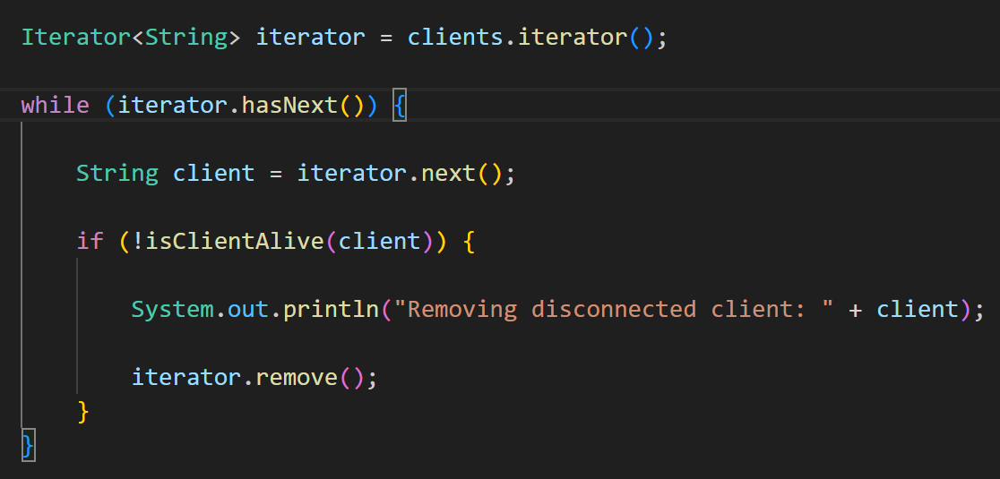 Iterator<String> iterator = clients.iterator();
while (iterator.hasNext()) {
String client = iterator.next();
if (!isClientAlive(client)) {
System.out.println("Removing disconnected client: " + client);
iterator.remove();
}
}